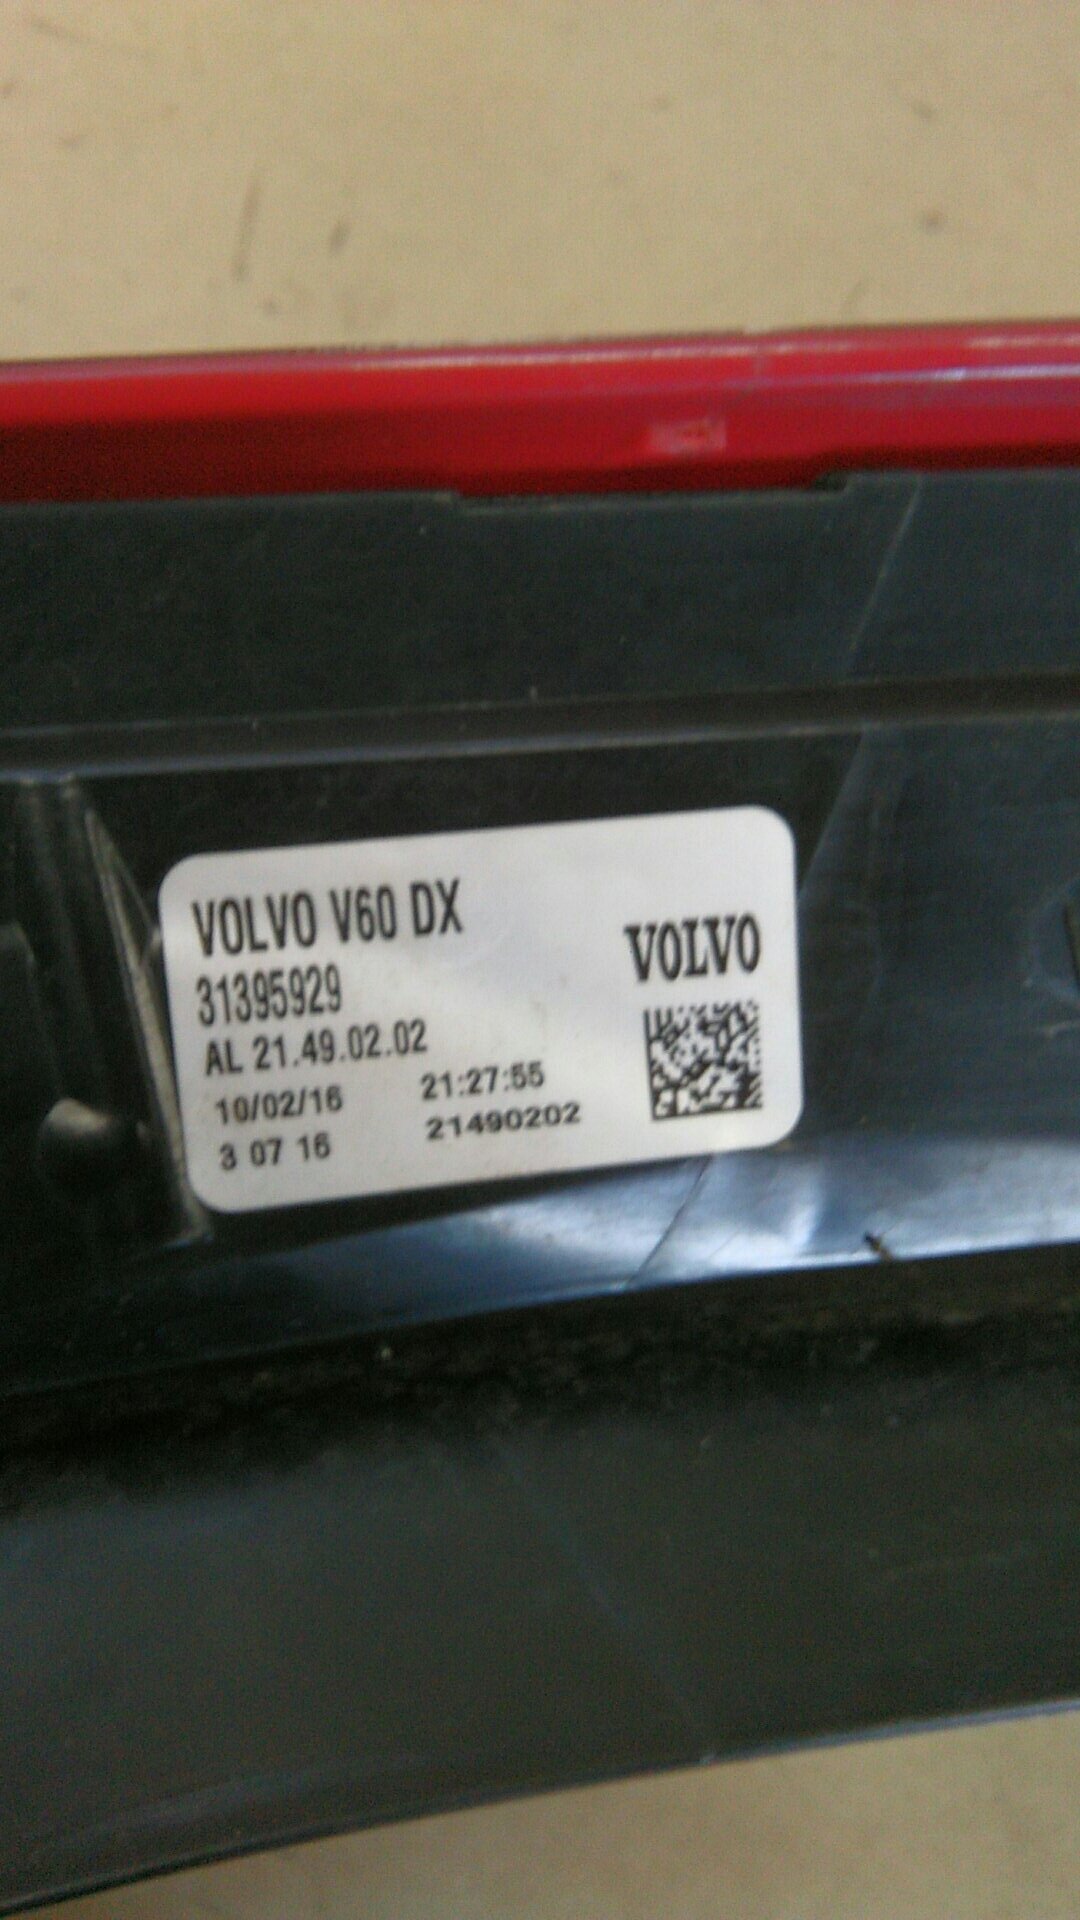 VOLVO V60 DX
VOLVO
31395929
AL 21.49.02.02
10/02/16 21:27:55
3 07 16 21490202